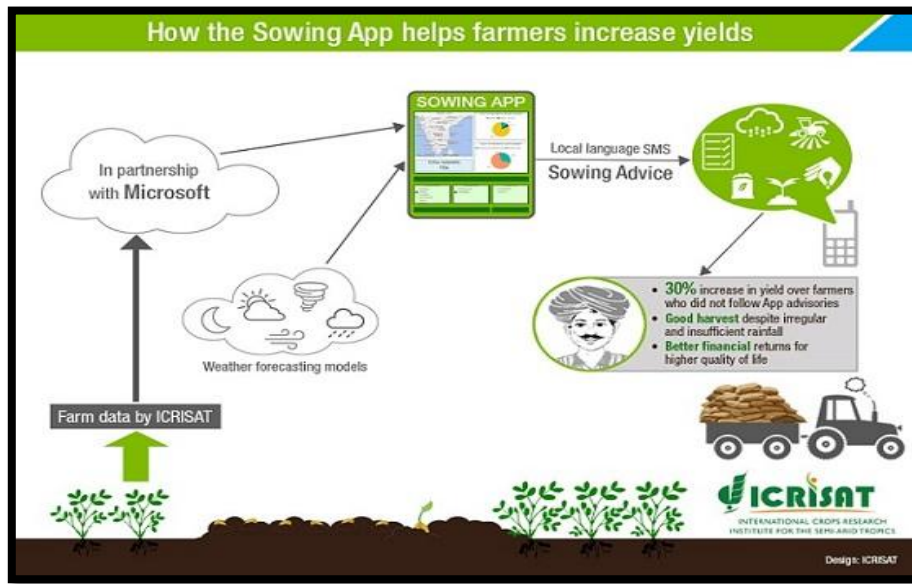 How the Sowing App helps farmers increase yields
SOWING APP
In partnership
with Microsoft
Local language SMS
Sowing Advice
Weather forecasting models
• 30% increase in yield over farmers
who did not follow App advisories
• Good harvest despite irregular
and insufficient rainfall
• Better financial returns for
higher quality of life
Farm data by ICRISAT
ICRISAT
INTERNATIONAL CROPS RESEARCH
INSTITUTE FOR THE SEMI-ARID TROPICS
Design: ICRISAT